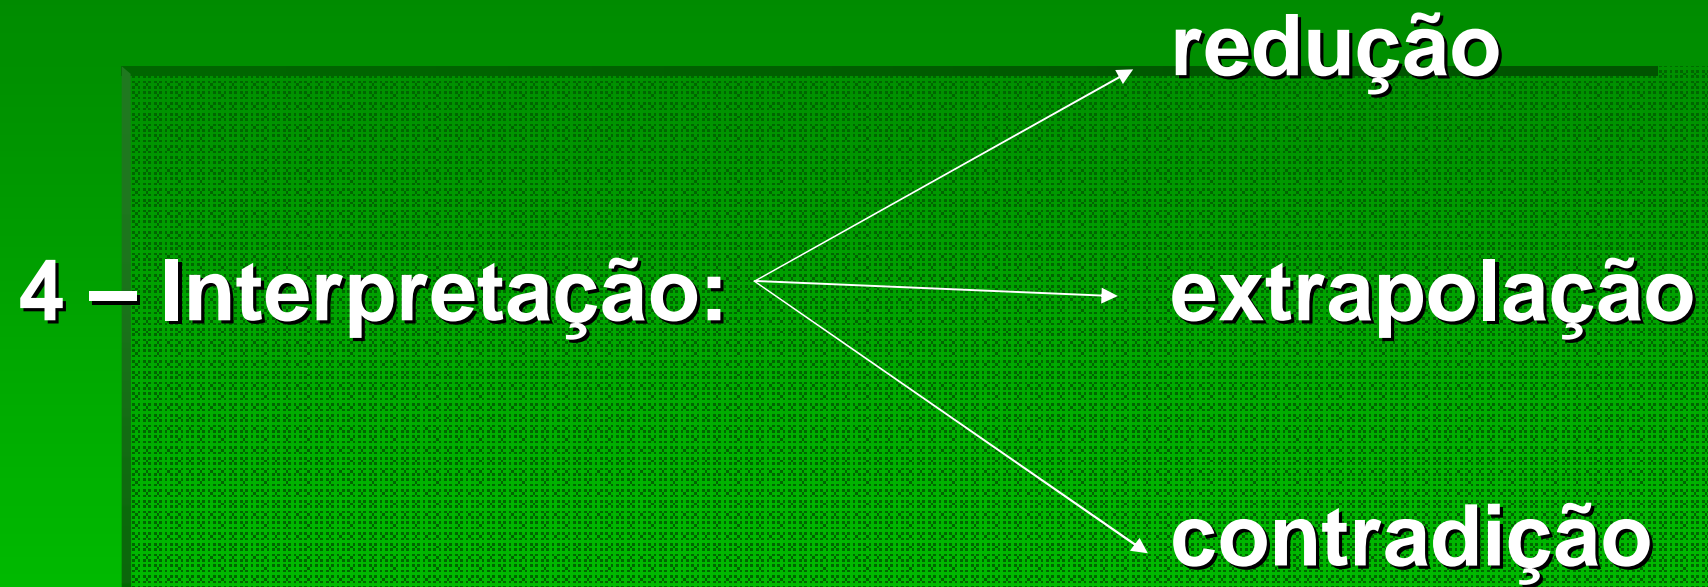 redução
4 – Interpretação:
extrapolação
contradição